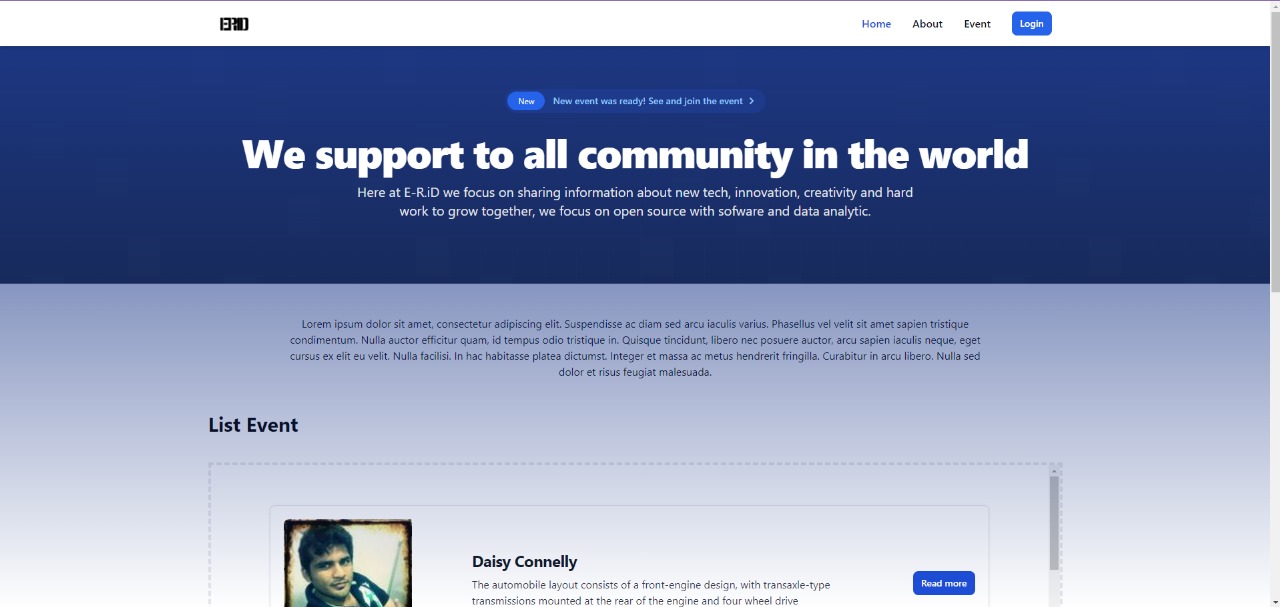 ERiD
Home
About
Event
Login
New
New event was ready! See and join the event
We support to all community in the world
Here at E-R.iD we focus on sharing information about new tech, innovation, creativity and hard
work to grow together, we focus on open source with sofware and data analytic.
Lorem ipsum dolor sit amet, consectetur adipiscing elit. Suspendisse ac diam sed arcu iaculis varius. Phasellus vel velit sit amet sapien tristique
condimentum. Nulla auctor efficitur quam, id tempus odio tristique in. Quisque tincidunt, libero nec posuere auctor, arcu sapien iaculis neque, eget
cursus ex elit eu velit. Nulla facilisi. In hac habitasse platea dictumst. Integer et massa ac metus hendrerit fringilla. Curabitur in arcu libero. Nulla sed
dolor et risus feugiat malesuada.
List Event
Daisy Connelly
The automobile layout consists of a front-engine design, with transaxle-type
transmissions mounted at the rear of the engine and four wheel drive
Read more